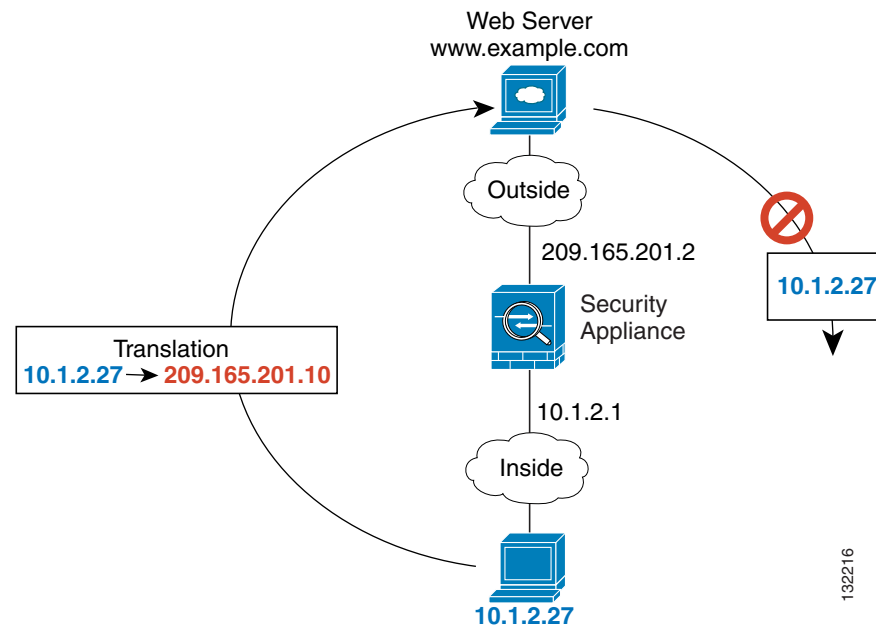 Web Server
www.example.com
Outside
209.165.201.2
10.1.2.27
Security
Appliance
Translation
10.1.2.27 209.165.201.10
10.1.2.1
Inside
10.1.2.27
132216